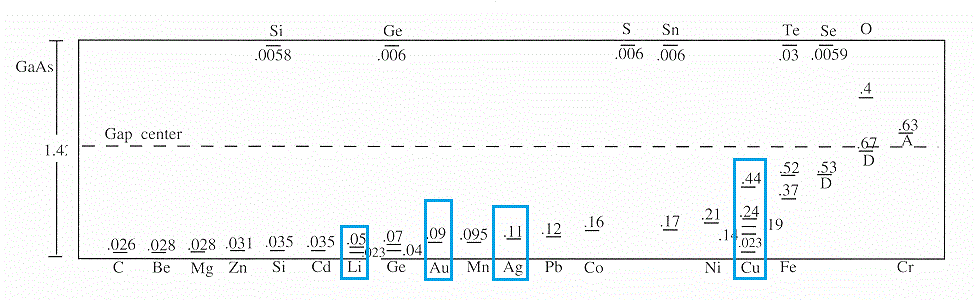 Si Ge S Sn Te Se O
.0058 .006 .006 .006 .03 .0059
GaAs
.4
Gap center
.63
A
.67
D
.52 .53
D
.44
.37
.21 .24
.16 .17 .19
.14
.12
.11
.09 .095
.07
.05
.026 .028 .028 .031 .035 .035 .023 .04 .023
C Be Mg Zn Si Cd Li Ge Au Mn Ag Pb Co Ni Cu Fe Cr